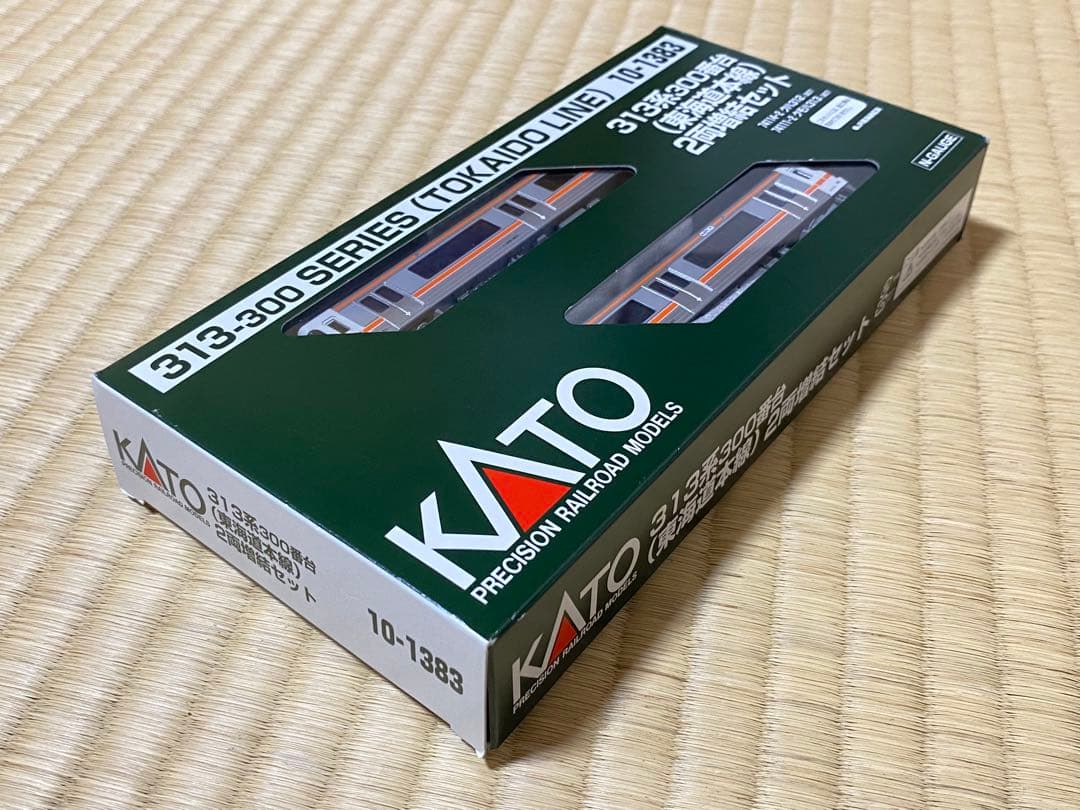 313-300 SERIES (TOKAIDO LINE) 10-1383
313系300番台
(東海道本線)
2両増結セット
N-GAUGE
KATO
PRECISION RAILROAD MODELS
KATO
PRECISION RAILROAD MODELS
313系300番台
(東海道本線)
2両増結セット
10-1383
KATO
PRECISION RAILROAD MODELS
313系300番台
(東海道本線) 2両増結セット